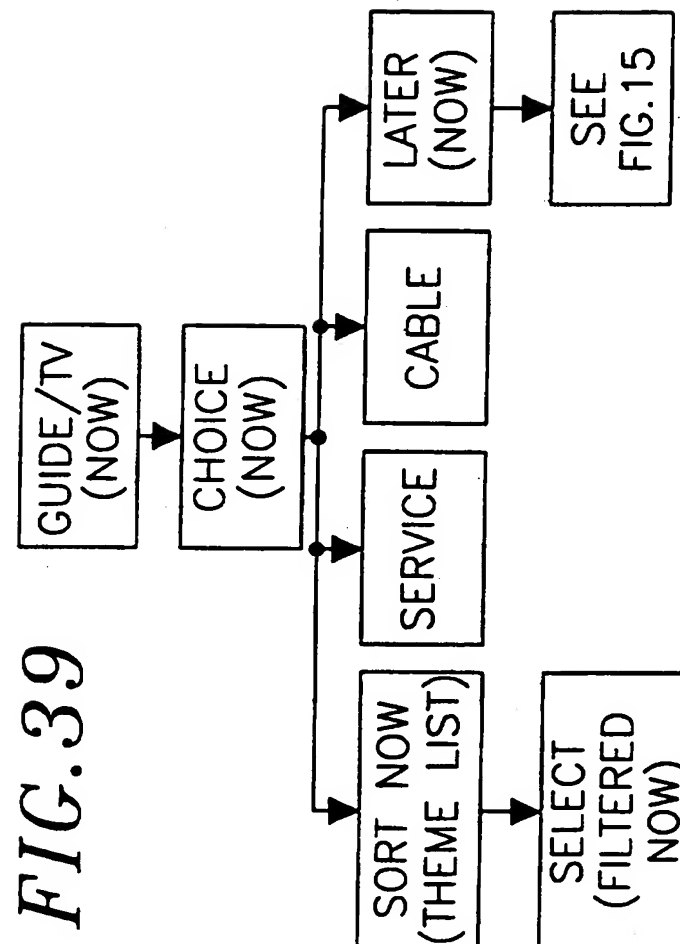 FIG.39
GUIDE/TV
(NOW)
CHOICE
(NOW)
SORT NOW
(THEME LIST)
SERVICE
CABLE
LATER
(NOW)
SELECT
(FILTERED
NOW)
SEE
FIG.15